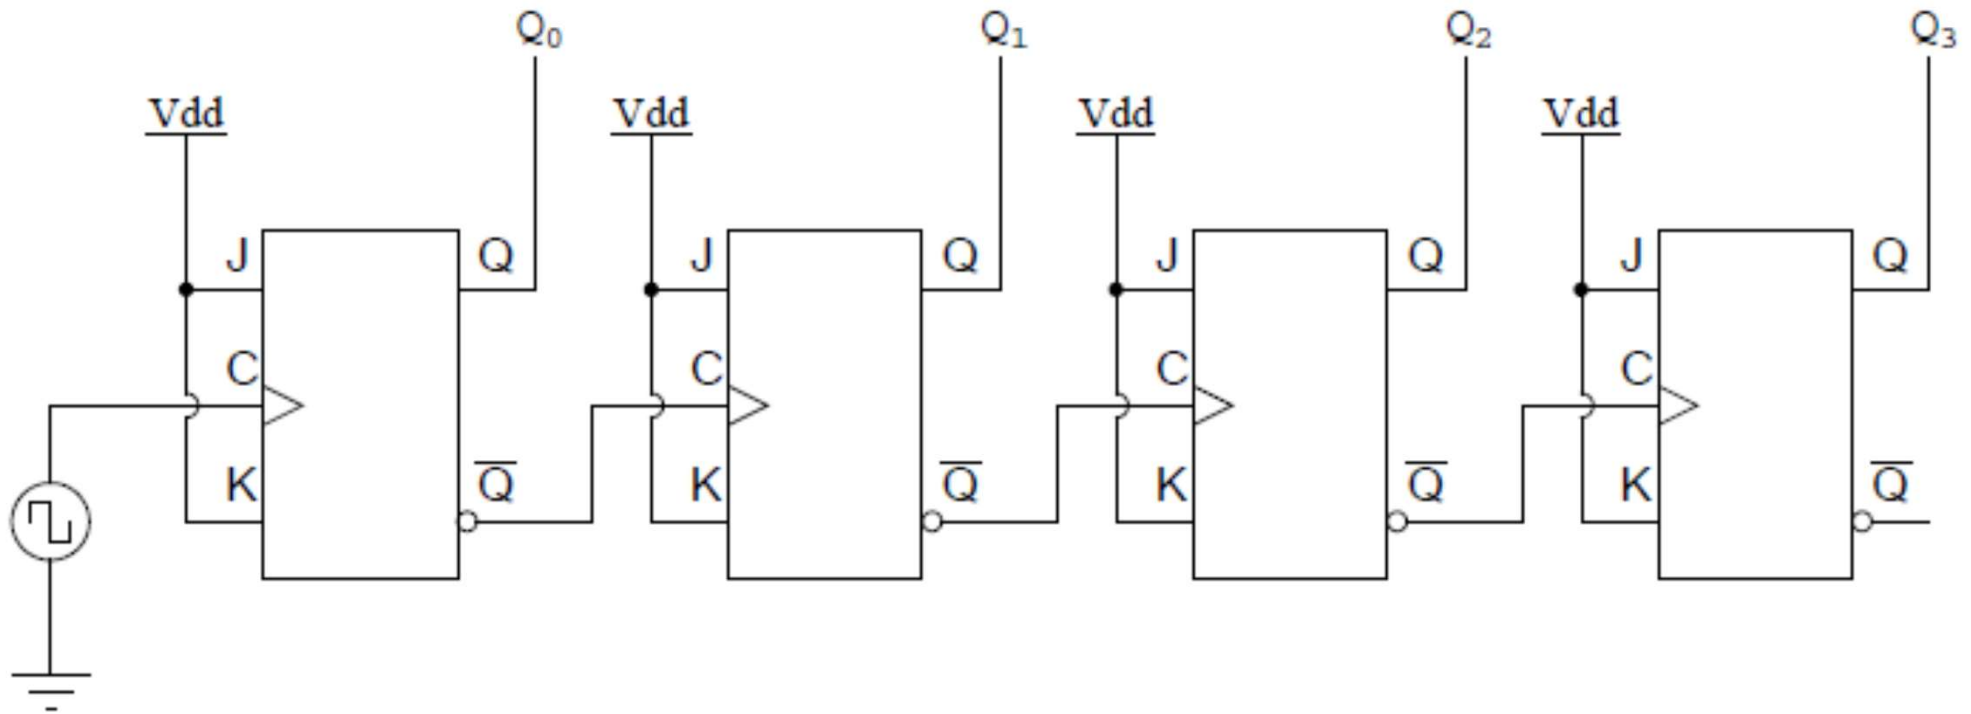 Q₀ Q₁ Q₂ Q₃
Vdd Vdd Vdd Vdd
J Q J Q J Q J Q
C C C C
K Q̅ K Q̅ K Q̅ K Q̅